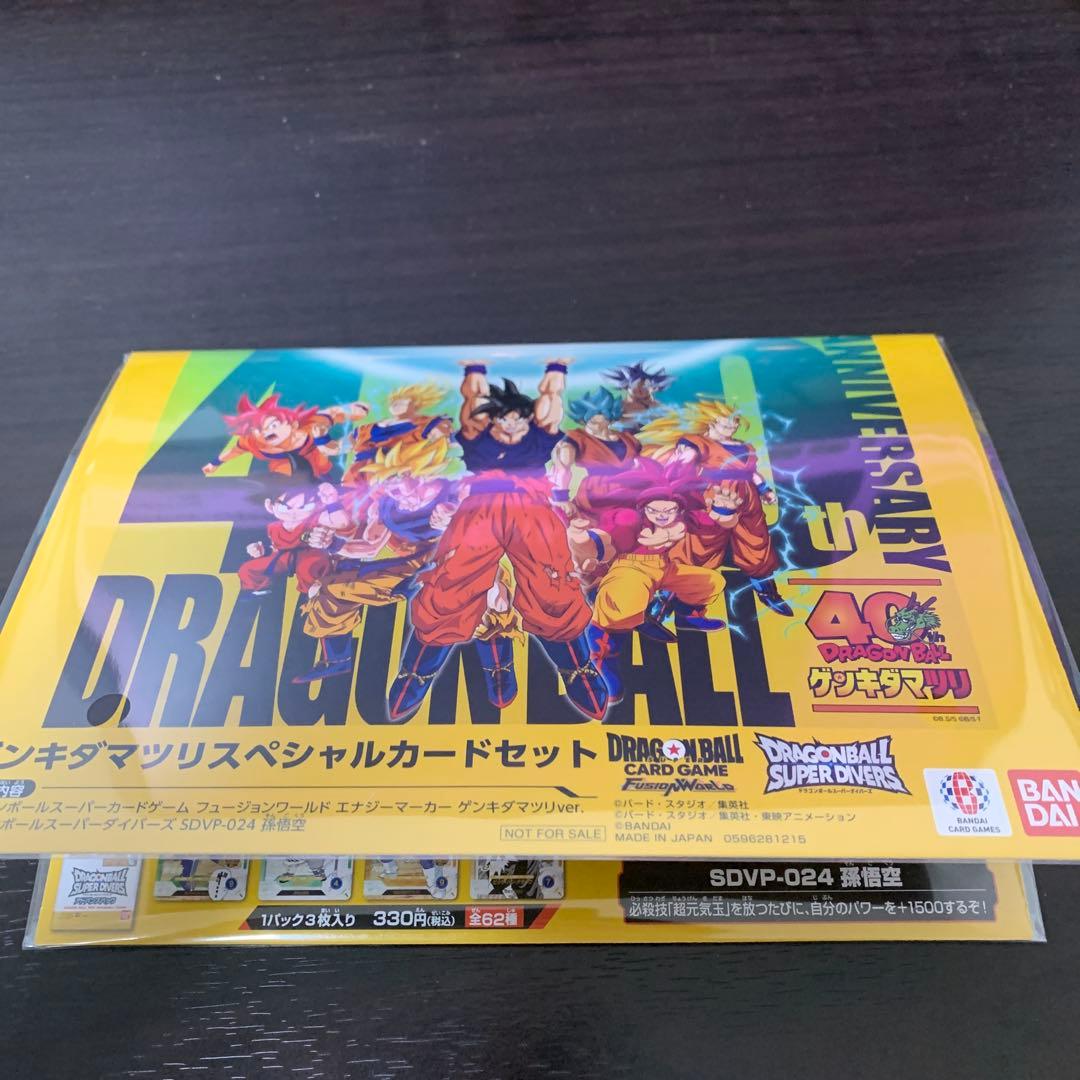 ANNIVERSARY
th
DRAGON BALL
40th
DRAGON BALL
ゲンキダマツリ
ンキダマツリスペシャルカードセット
DRAGON BALL
CARD GAME
FUSION WORLD
DRAGONBALL
SUPER DIVERS
ドラゴンボールスーパーダイバーズ
内容
ボールスーパーカードゲーム フュージョンワールド エナジーマーカー ゲンキダマツリver.
ボールスーパーダイバーズ SDVP-024 孫悟空
NOT FOR SALE
©バード・スタジオ/集英社
©バード・スタジオ/集英社・東映アニメーション
©BANDAI
MADE IN JAPAN 0596281215
BANDAI
CARD GAMES
BAN
DAI
DRAGONBALL
SUPER DIVERS
1パック3枚入り 330円(税込) 全62種
SDVP-024 孫悟空
必殺技「超元気玉」を放つたびに、自分のパワーを+1500するぞ!